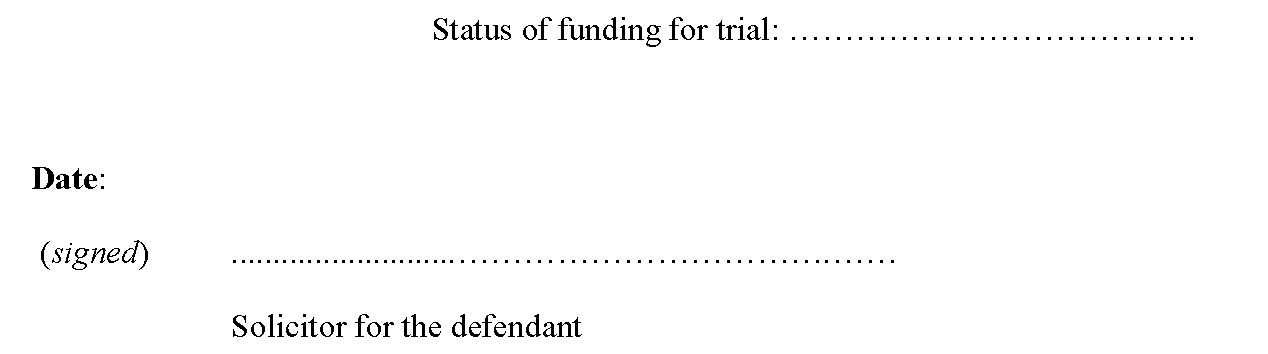 Status of funding for trial: ……………………………….
Date:
(signed) ...........................…………………………………
Solicitor for the defendant